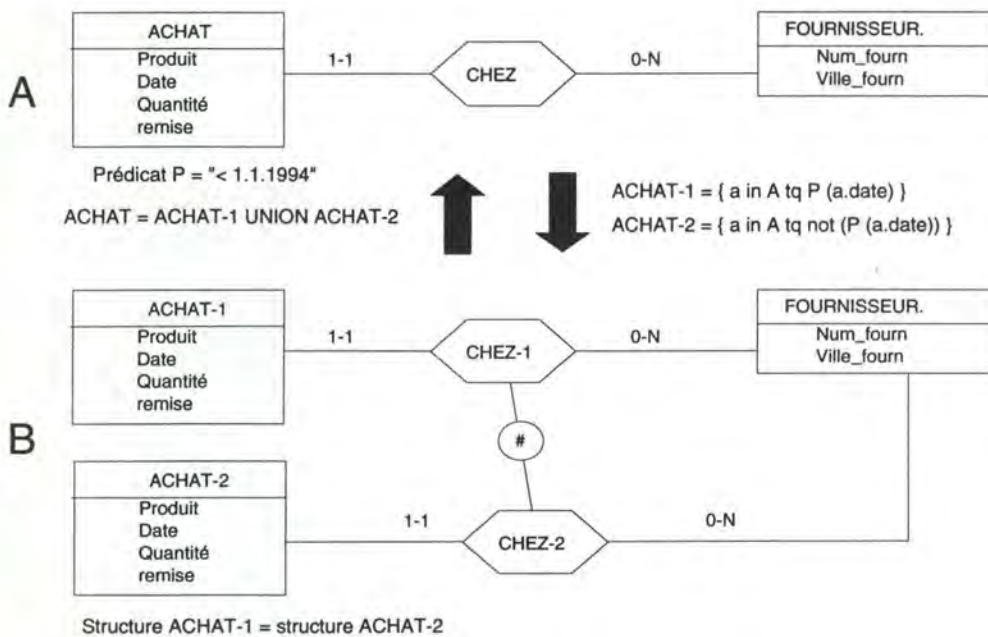 A
ACHAT
Produit
Date
Quantité
remise
1-1
CHEZ
0-N
FOURNISSEUR.
Num_fourn
Ville_fourn
Prédicat P = "< 1.1.1994"
ACHAT = ACHAT-1 UNION ACHAT-2
ACHAT-1 = { a in A tq P (a.date) }
ACHAT-2 = { a in A tq not (P (a.date)) }
B
ACHAT-1
Produit
Date
Quantité
remise
1-1
CHEZ-1
0-N
FOURNISSEUR.
Num_fourn
Ville_fourn
#
ACHAT-2
Produit
Date
Quantité
remise
1-1
CHEZ-2
0-N
Structure ACHAT-1 = structure ACHAT-2